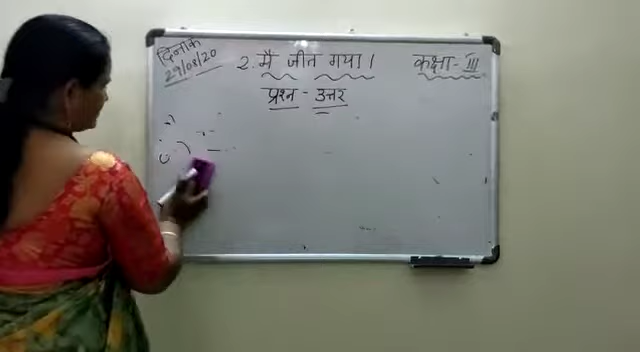 दिनांक
29/08/20
2. मैं जीत गया।
कक्षा - III
प्रश्न - उत्तर